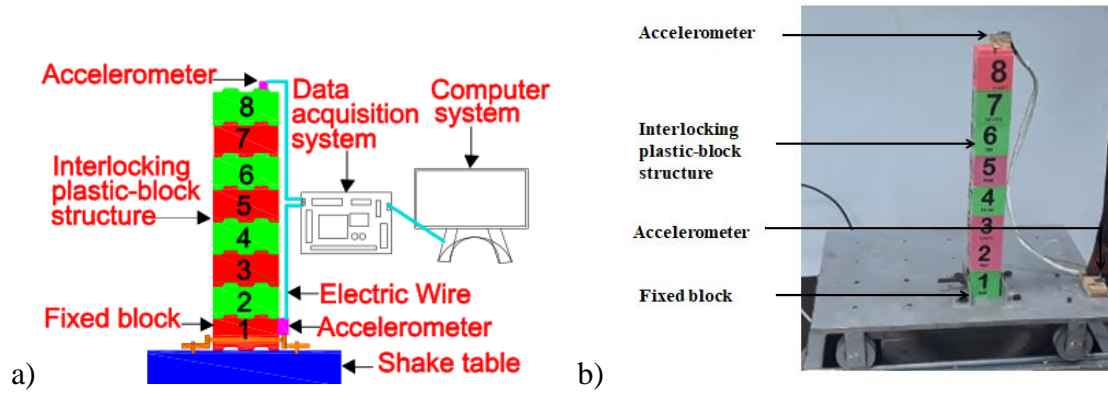 Accelerometer
Data
acquisition
system
Computer
system
Interlocking
plastic-block
structure
Fixed block
8
7
6
5
4
3
2
1
Electric Wire
Accelerometer
Shake table
a)
Accelerometer
Interlocking
plastic-block
structure
Accelerometer
Fixed block
8
7
6
5
4
3
2
1
b)